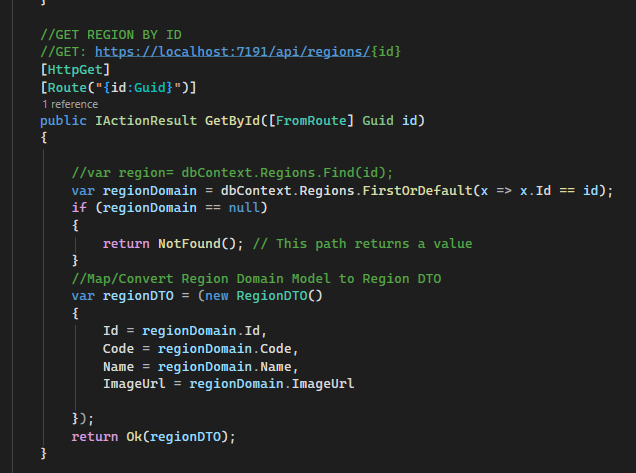 }
//GET REGION BY ID
//GET: https://localhost:7191/api/regions/{id}
[HttpGet]
[Route("{id:Guid}")]
1 reference
public IActionResult GetById([FromRoute] Guid id)
{
//var region= dbContext.Regions.Find(id);
var regionDomain = dbContext.Regions.FirstOrDefault(x => x.Id == id);
if (regionDomain == null)
{
return NotFound(); // This path returns a value
}
//Map/Convert Region Domain Model to Region DTO
var regionDTO = (new RegionDTO()
{
Id = regionDomain.Id,
Code = regionDomain.Code,
Name = regionDomain.Name,
ImageUrl = regionDomain.ImageUrl
});
return Ok(regionDTO);
}